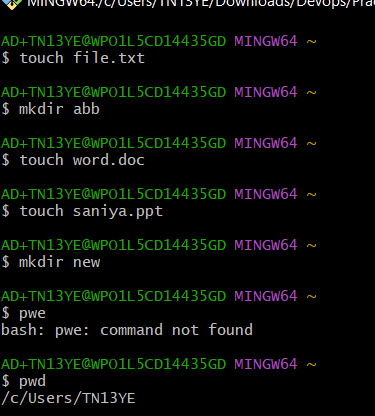 MINGW64:/c/Users/TN13YE/Downloads/Devops/Prac
AD+TN13YE@WPO1L5CD14435GD MINGW64 ~
$ touch file.txt
AD+TN13YE@WPO1L5CD14435GD MINGW64 ~
$ mkdir abb
AD+TN13YE@WPO1L5CD14435GD MINGW64 ~
$ touch word.doc
AD+TN13YE@WPO1L5CD14435GD MINGW64 ~
$ touch saniya.ppt
AD+TN13YE@WPO1L5CD14435GD MINGW64 ~
$ mkdir new
AD+TN13YE@WPO1L5CD14435GD MINGW64 ~
$ pwe
bash: pwe: command not found
AD+TN13YE@WPO1L5CD14435GD MINGW64 ~
$ pwd
/c/Users/TN13YE